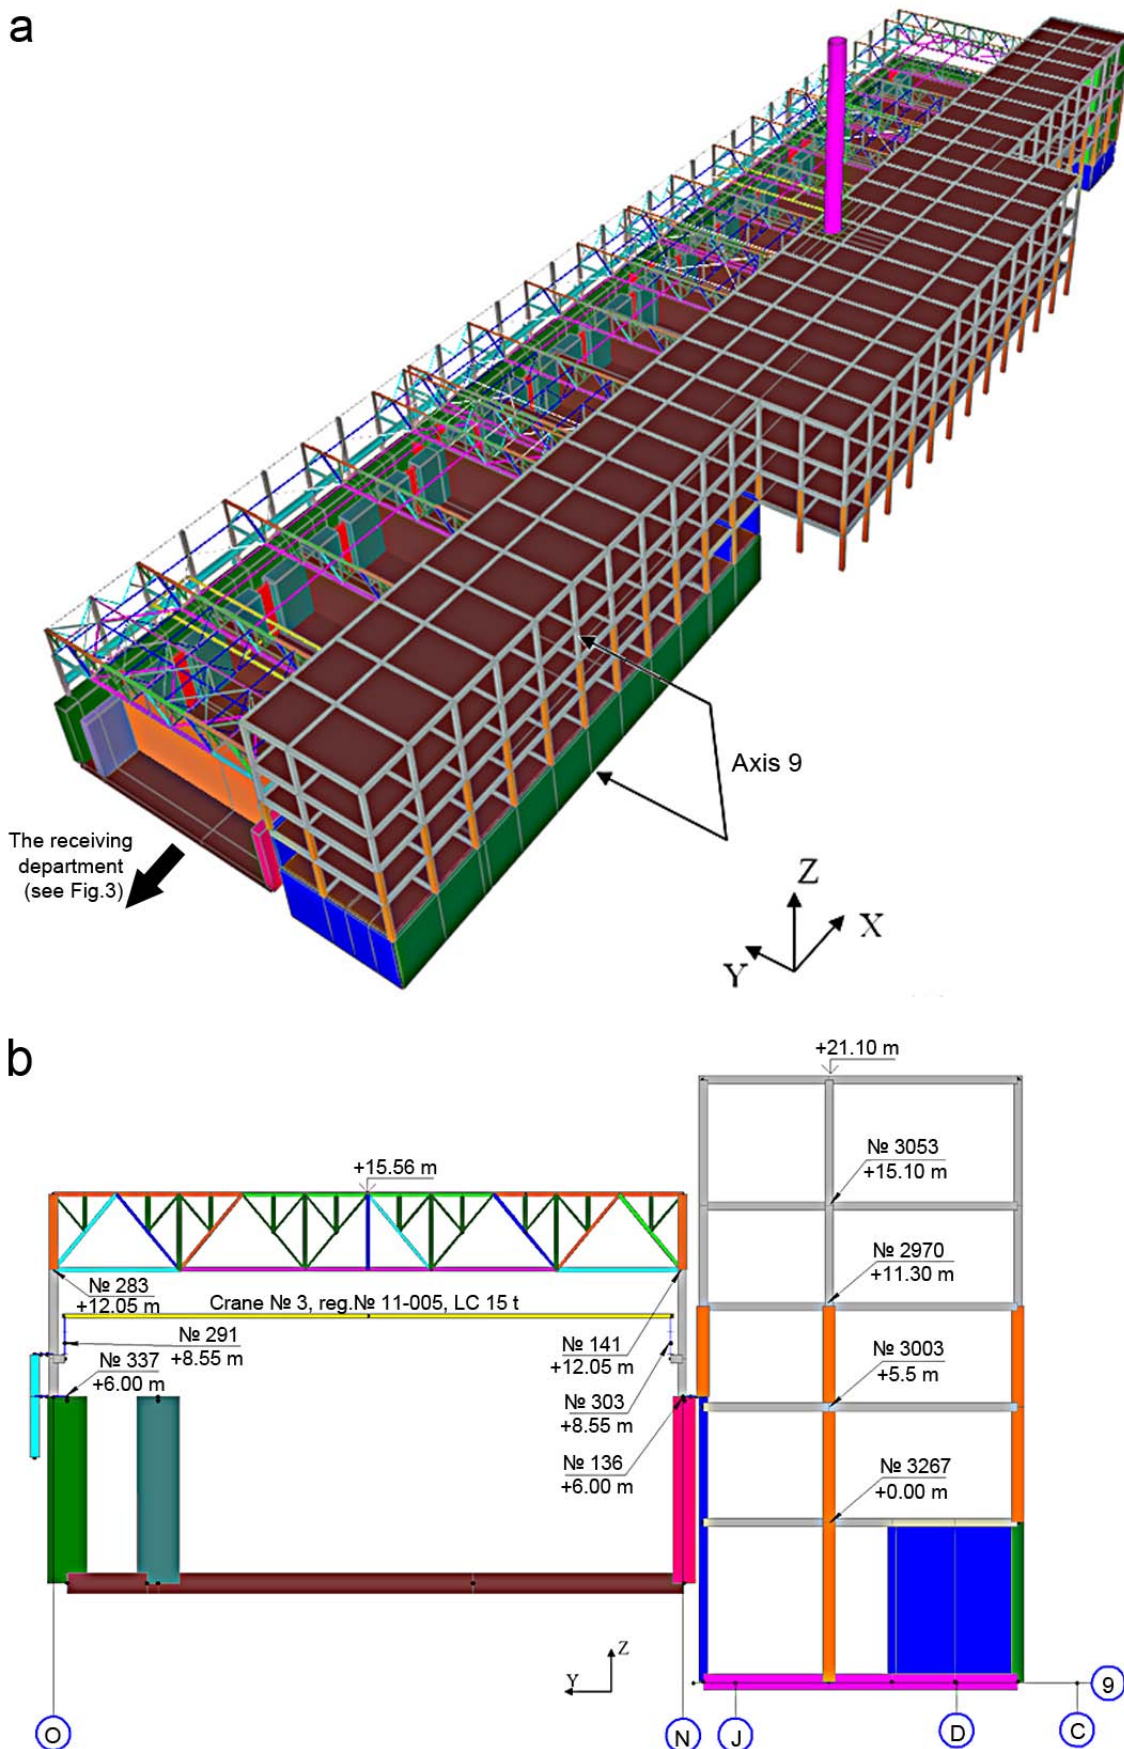 a
Axis 9
The receiving
department
(see Fig.3)
Z
X
Y
b
+21.10 m
+15.56 m
№ 3053
+15.10 m
№ 2970
+11.30 m
№ 283
+12.05 m
Crane № 3, reg.№ 11-005, LC 15 t
№ 291
+8.55 m
№ 141
+12.05 m
№ 3003
+5.5 m
№ 337
+6.00 m
№ 303
+8.55 m
№ 136
+6.00 m
№ 3267
+0.00 m
Z
Y
9
O
N
J
D
C